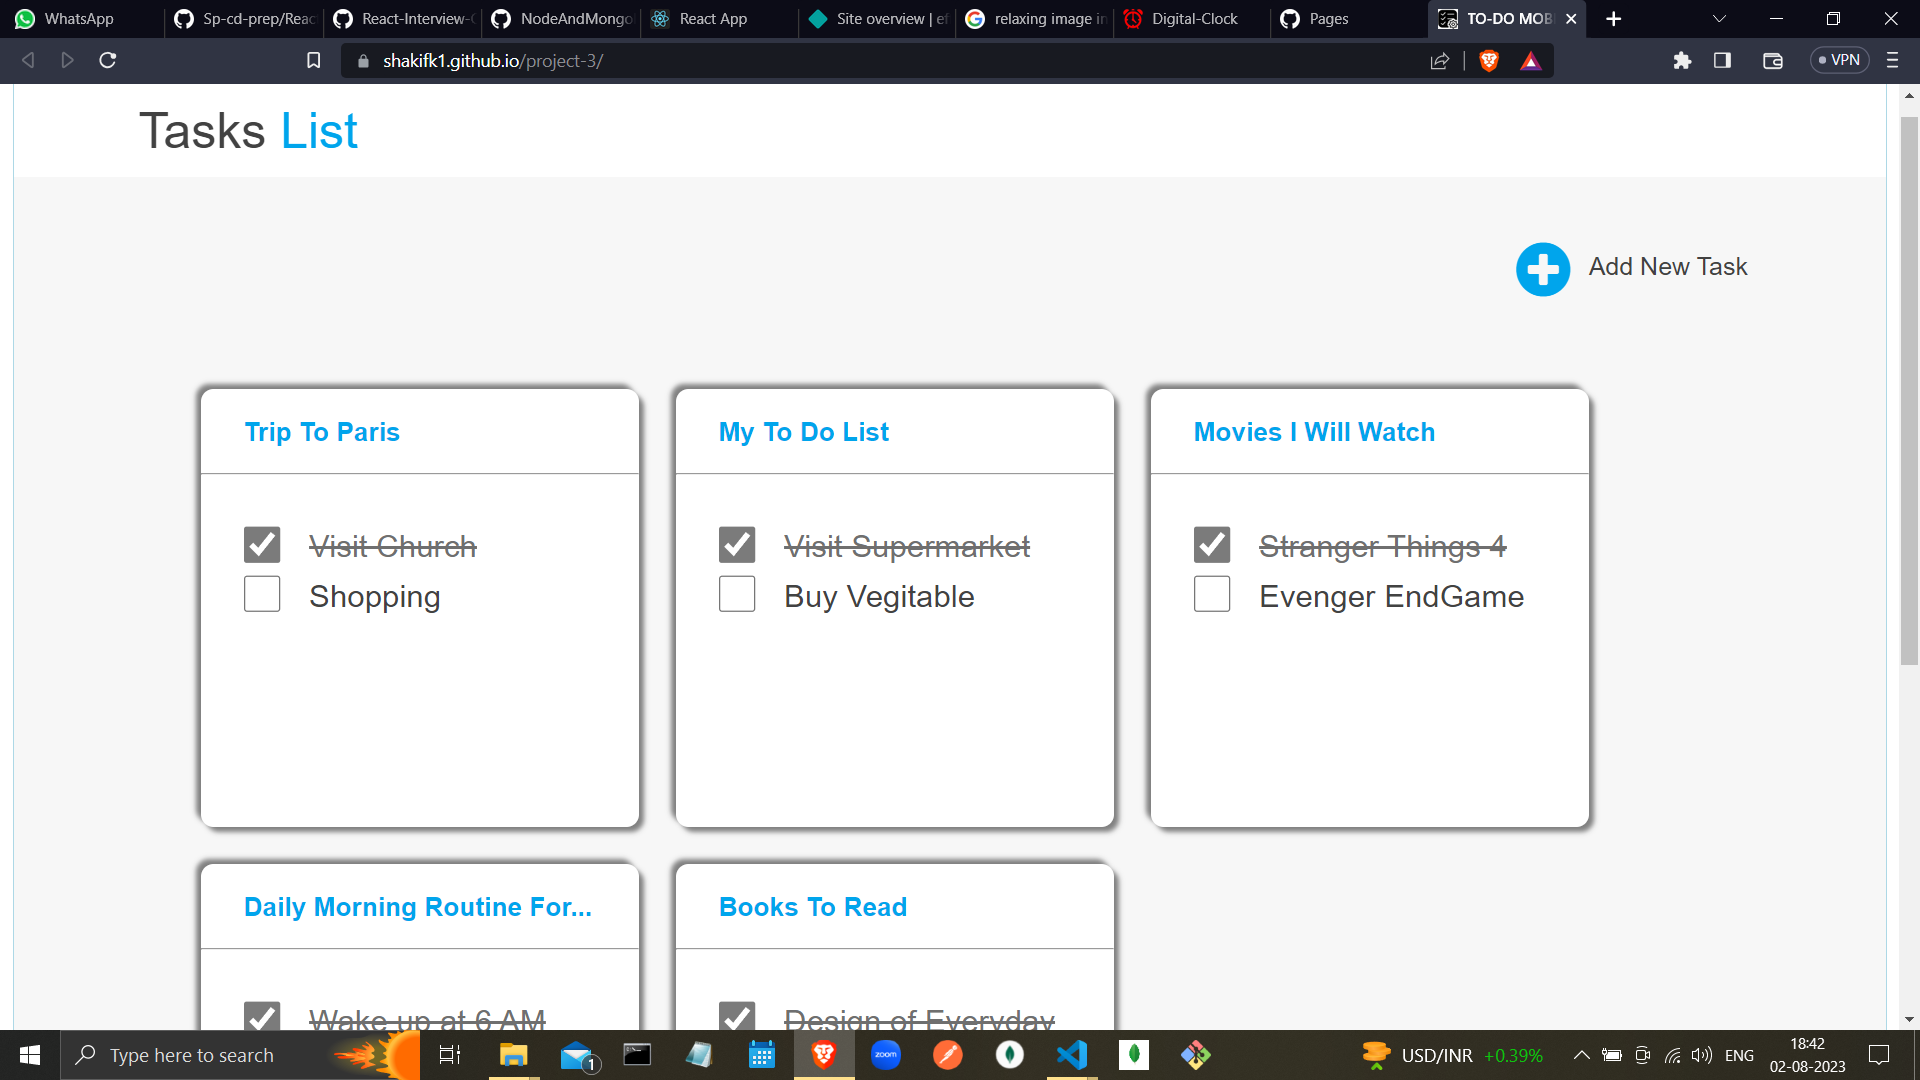 WhatsApp
Sp-cd-prep/Reac
React-Interview-Q
NodeAndMongo
React App
Site overview | ef
relaxing image in
Digital-Clock
Pages
TO-DO MOB
shakifk1.github.io/project-3/
VPN
Tasks List
Add New Task
Trip To Paris
My To Do List
Movies I Will Watch
Visit Church
Visit Supermarket
Stranger Things 4
Shopping
Buy Vegitable
Evenger EndGame
Daily Morning Routine For...
Books To Read
Wake up at 6 AM
Design of Everyday
Type here to search
1
zoom
USD/INR +0.39%
ENG
18:42
02-08-2023